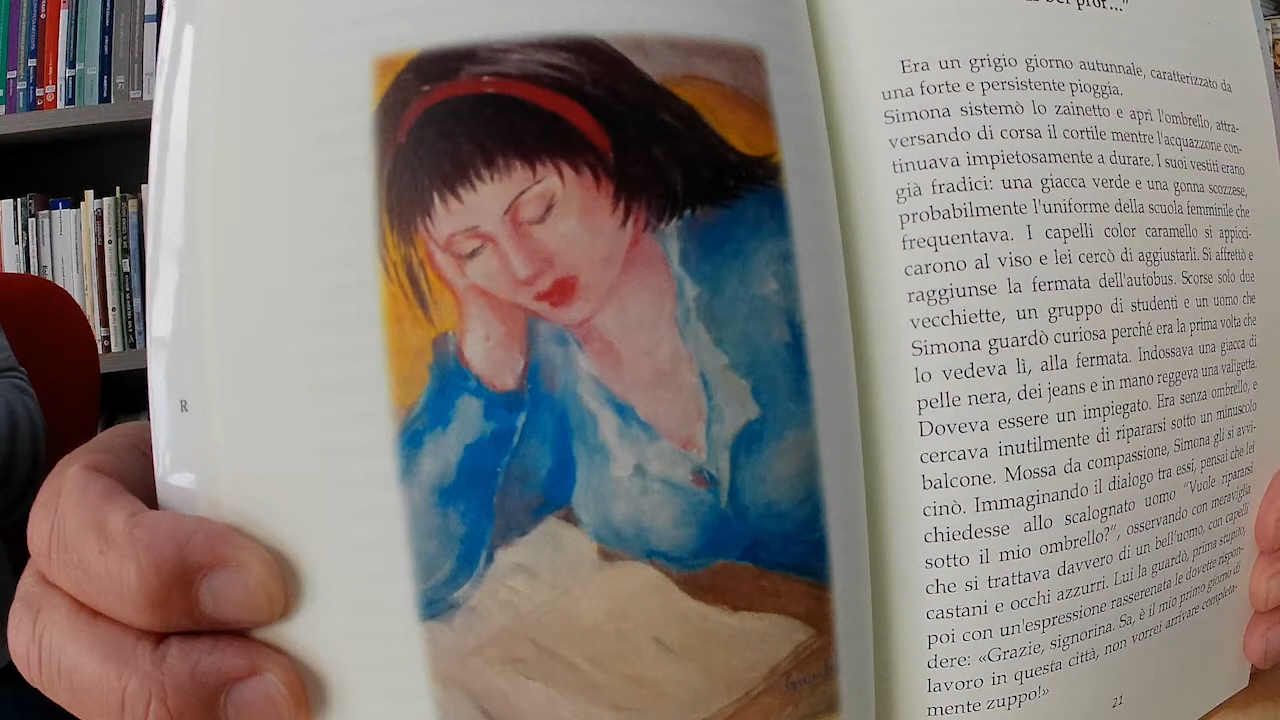 R
prof..."
Era un grigio giorno autunnale, caratterizzato da
una forte e persistente pioggia.
Simona sistemò lo zainetto e aprì l'ombrello, attra-
versando di corsa il cortile mentre l'acquazzone con-
tinuava impietosamente a durare. I suoi vestiti erano
già fradici: una giacca verde e una gonna scozzese,
probabilmente l'uniforme della scuola femminile che
frequentava. I capelli color caramello si appicci-
carono al viso e lei cercò di aggiustarli. Si affrettò e
raggiunse la fermata dell'autobus. Scorse solo due
vecchiette, un gruppo di studenti e un uomo che
Simona guardò curiosa perché era la prima volta che
lo vedeva lì, alla fermata. Indossava una giacca di
pelle nera, dei jeans e in mano reggeva una valigetta.
Doveva essere un impiegato. Era senza ombrello, e
cercava inutilmente di ripararsi sotto un minuscolo
balcone. Mossa da compassione, Simona gli si avvi-
cinò. Immaginando il dialogo tra essi, pensai che lei
chiedesse allo scalognato uomo "Vuole ripararsi
sotto il mio ombrello?", osservando con meraviglia
che si trattava davvero di un bell'uomo, con capelli
castani e occhi azzurri. Lui la guardò, prima stupito,
poi con un'espressione rasserenata le dovette rispon-
dere: «Grazie, signorina. Sa, è il mio primo giorno di
lavoro in questa città, non vorrei arrivare completa-
mente zuppo!»
21